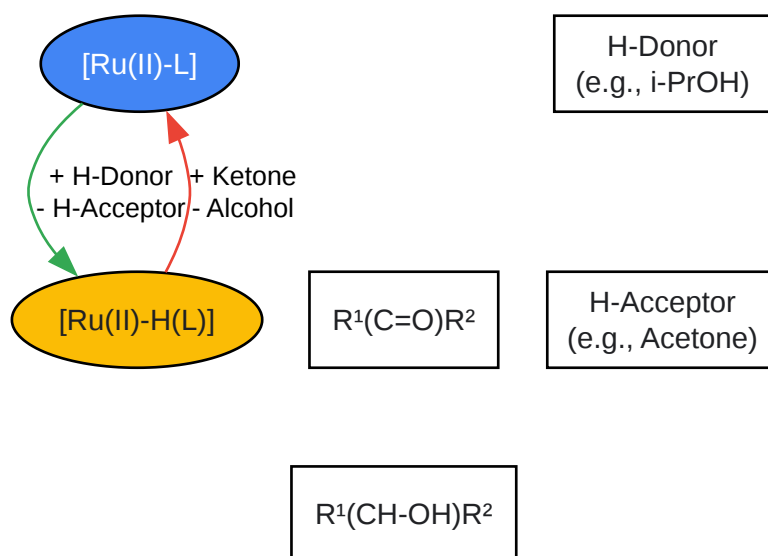 [Ru(II)-L]
H-Donor
(e.g., i-PrOH)
+ H-Donor
- H-Acceptor
+ Ketone
- Alcohol
[Ru(II)-H(L)]
R¹(C=O)R²
H-Acceptor
(e.g., Acetone)
R¹(CH-OH)R²